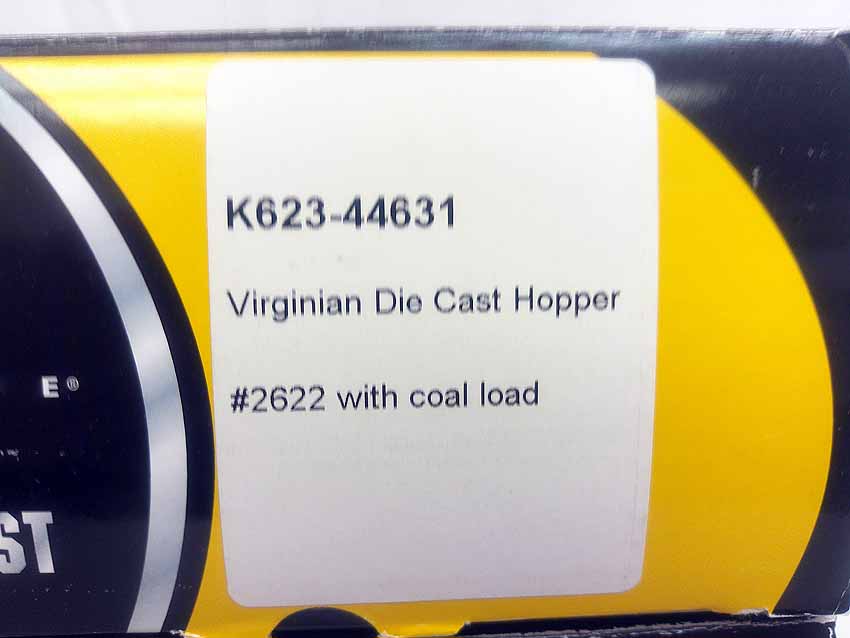 K623-44631
Virginian Die Cast Hopper
#2622 with coal load
E®
ST